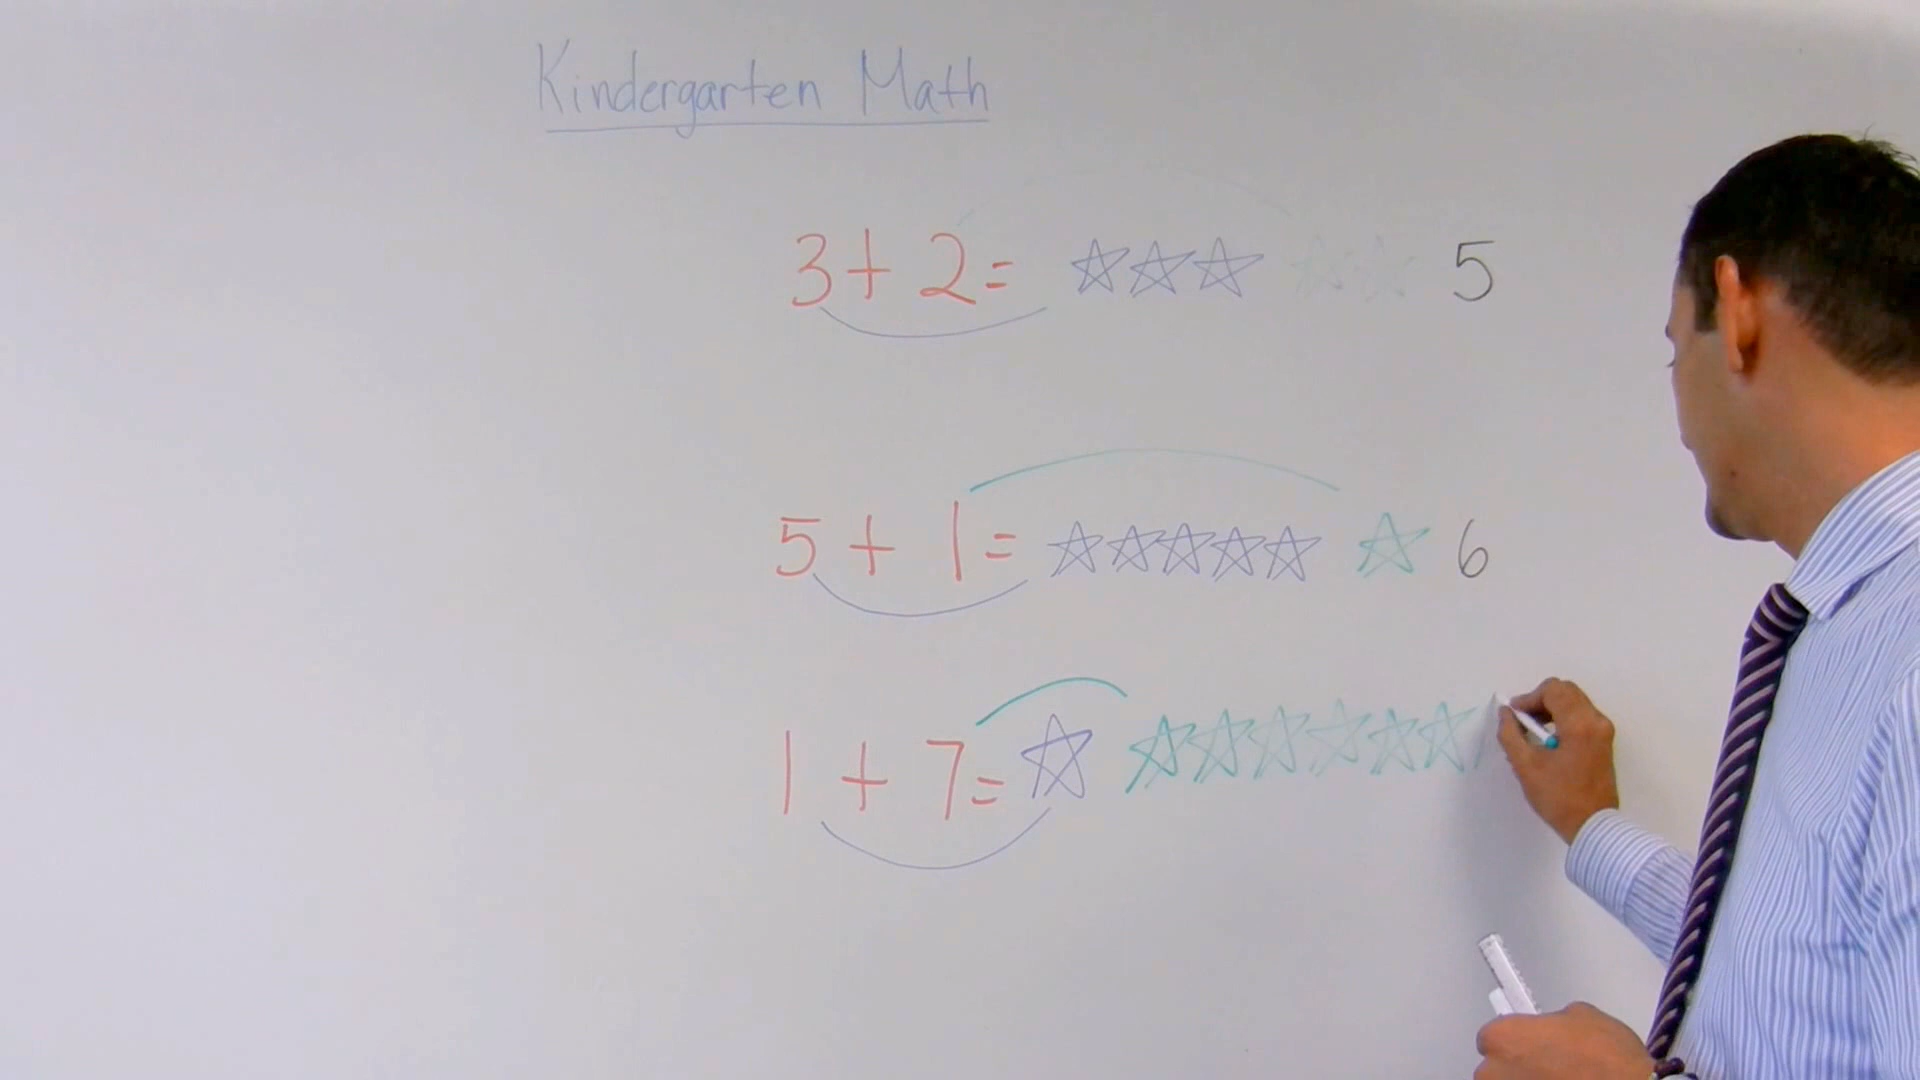 Kindergarten Math
3 + 2 = ☆☆☆ ☆☆ 5
5 + 1 = ☆☆☆☆☆ ☆ 6
1 + 7 = ☆ ☆☆☆☆☆☆